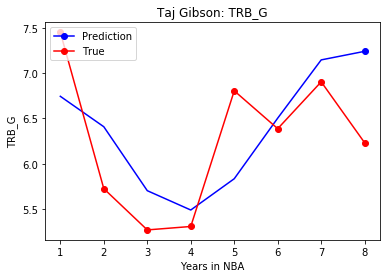 Taj Gibson: TRB_G
7.5
7.0
6.5
6.0
5.5
TRB_G
Prediction
True
1 2 3 4 5 6 7 8
Years in NBA